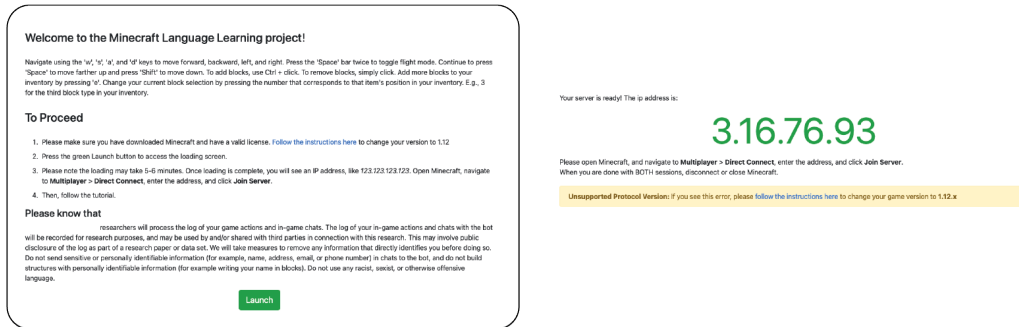 Welcome to the Minecraft Language Learning project!
Navigate using the 'w', 's', 'a', and 'd' keys to move forward, backward, left, and right. Press the 'Space' bar twice to toggle flight mode. Continue to press
'Space' to move farther up and press 'Shift' to move down. To add blocks, use Ctrl + click. To remove blocks, simply click. Add more blocks to your
inventory by pressing 'e'. Change your current block selection by pressing the number that corresponds to that item's position in your inventory. E.g., 3
for the third block type in your inventory.
To Proceed
1. Please make sure you have downloaded Minecraft and have a valid license. Follow the instructions here to change your version to 1.12
2. Press the green Launch button to access the loading screen.
3. Please note the loading may take 5-6 minutes. Once loading is complete, you will see an IP address, like 123.123.123.123. Open Minecraft, navigate
to Multiplayer > Direct Connect, enter the address, and click Join Server.
4. Then, follow the tutorial.
Please know that
researchers will process the log of your game actions and in-game chats. The log of your in-game actions and chats with the bot
will be recorded for research purposes, and may be used by and/or shared with third parties in connection with this research. This may involve public
disclosure of the log as part of a research paper or data set. We will take measures to remove any information that directly identifies you before doing so.
Do not send sensitive or personally identifiable information (for example, name, address, email, or phone number) in chats to the bot, and do not build
structures with personally identifiable information (for example writing your name in blocks). Do not use any racist, sexist, or otherwise offensive
language.
Launch
Your server is ready! The ip address is:
3.16.76.93
Please open Minecraft, and navigate to Multiplayer > Direct Connect, enter the address, and click Join Server.
When you are done with BOTH sessions, disconnect or close Minecraft.
Unsupported Protocol Version: if you see this error, please follow the instructions here to change your game version to 1.12.x